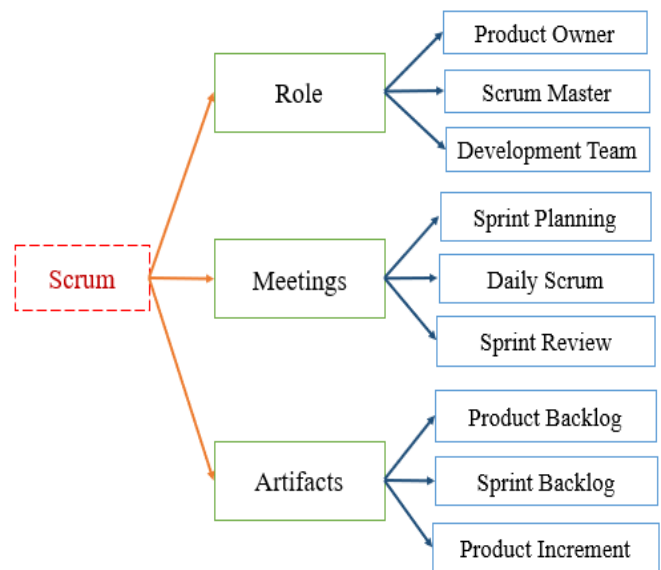 Scrum
Role
Product Owner
Scrum Master
Development Team
Meetings
Sprint Planning
Daily Scrum
Sprint Review
Artifacts
Product Backlog
Sprint Backlog
Product Increment